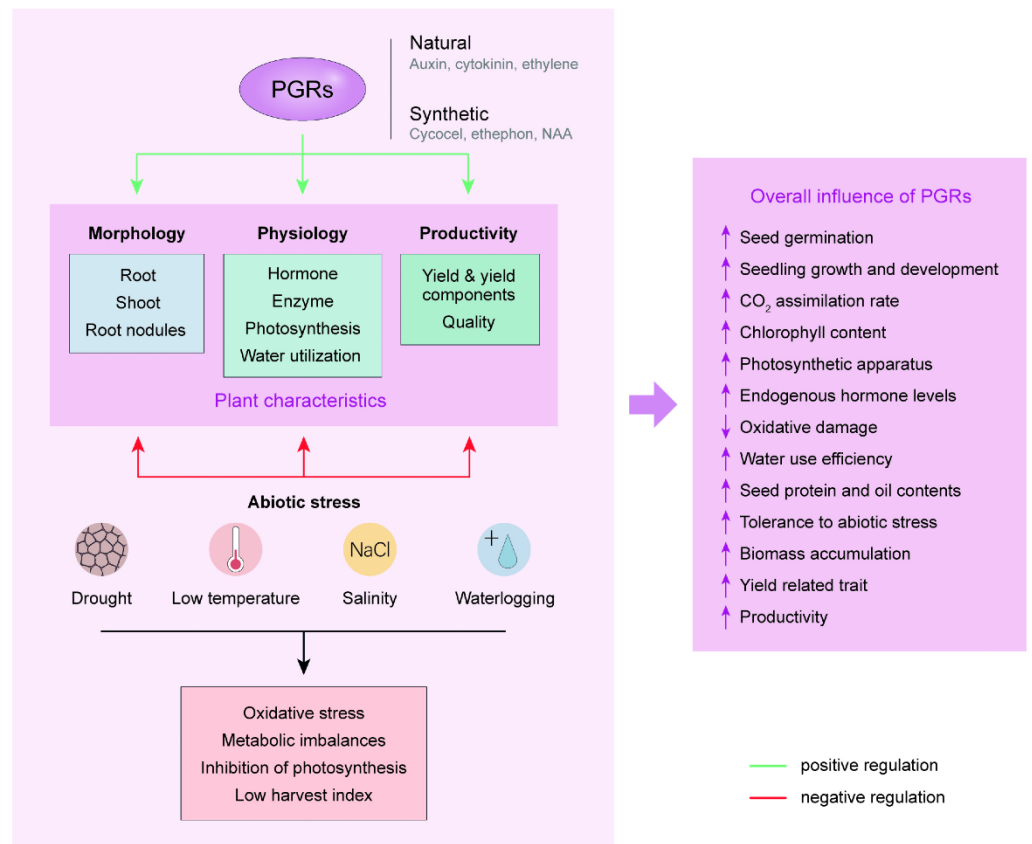 PGRs
Natural
Auxin, cytokinin, ethylene
Synthetic
Cycocel, ethephon, NAA
Morphology
Root
Shoot
Root nodules
Physiology
Hormone
Enzyme
Photosynthesis
Water utilization
Productivity
Yield & yield
components
Quality
Plant characteristics
Abiotic stress
Drought
Low temperature
NaCl
Salinity
+
Waterlogging
Oxidative stress
Metabolic imbalances
Inhibition of photosynthesis
Low harvest index
Overall influence of PGRs
Seed germination
Seedling growth and development
CO₂ assimilation rate
Chlorophyll content
Photosynthetic apparatus
Endogenous hormone levels
Oxidative damage
Water use efficiency
Seed protein and oil contents
Tolerance to abiotic stress
Biomass accumulation
Yield related trait
Productivity
positive regulation
negative regulation